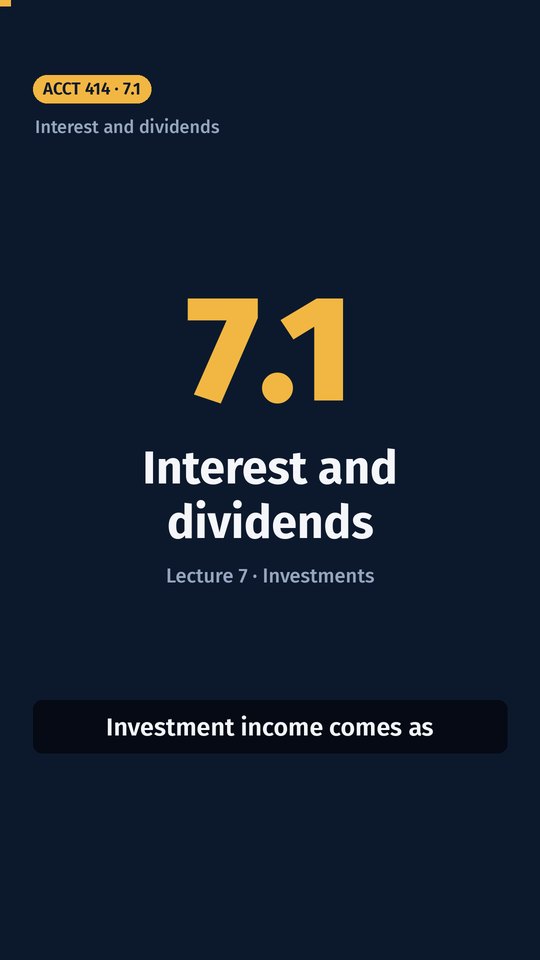 ACCT 414 · 7.1
Interest and dividends
7.1
Interest and
dividends
Lecture 7 · Investments
Investment income comes as